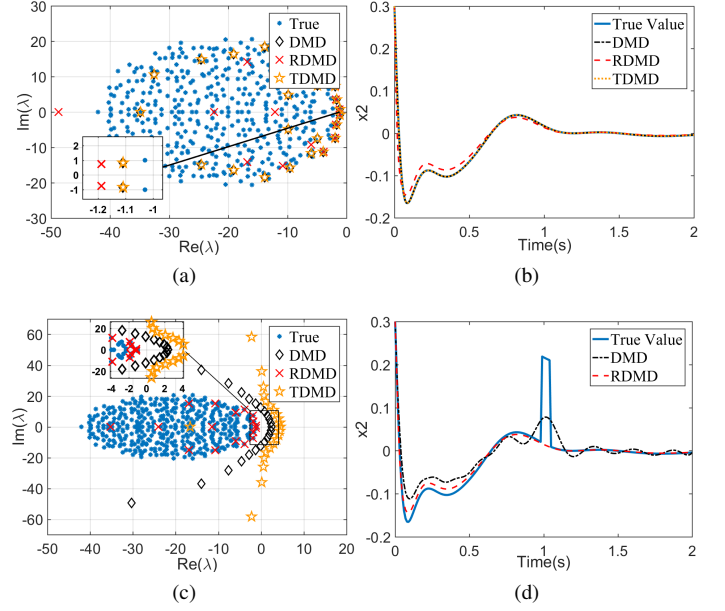 30
20
10
0
-10
-20
30
-50 -40 -30 -20 -10 0
Im(λ)
Re(λ)
True
DMD
RDMD
TDMD
2
1
0
-1
-1.2 -1.1 -1
(a)
0.3
0.2
0.1
0
-0.1
-0.2
0 0.5 1 1.5 2
x2
Time(s)
True Value
DMD
RDMD
TDMD
(b)
60
40
20
0
-20
-40
-60
-50 -40 -30 -20 -10 0 10 20
Im(λ)
Re(λ)
True
DMD
RDMD
TDMD
20
0
-20
-4 -2 0 2 4
(c)
0.3
0.2
0.1
0
-0.1
-0.2
0 0.5 1 1.5 2
x2
Time(s)
True Value
DMD
RDMD
(d)